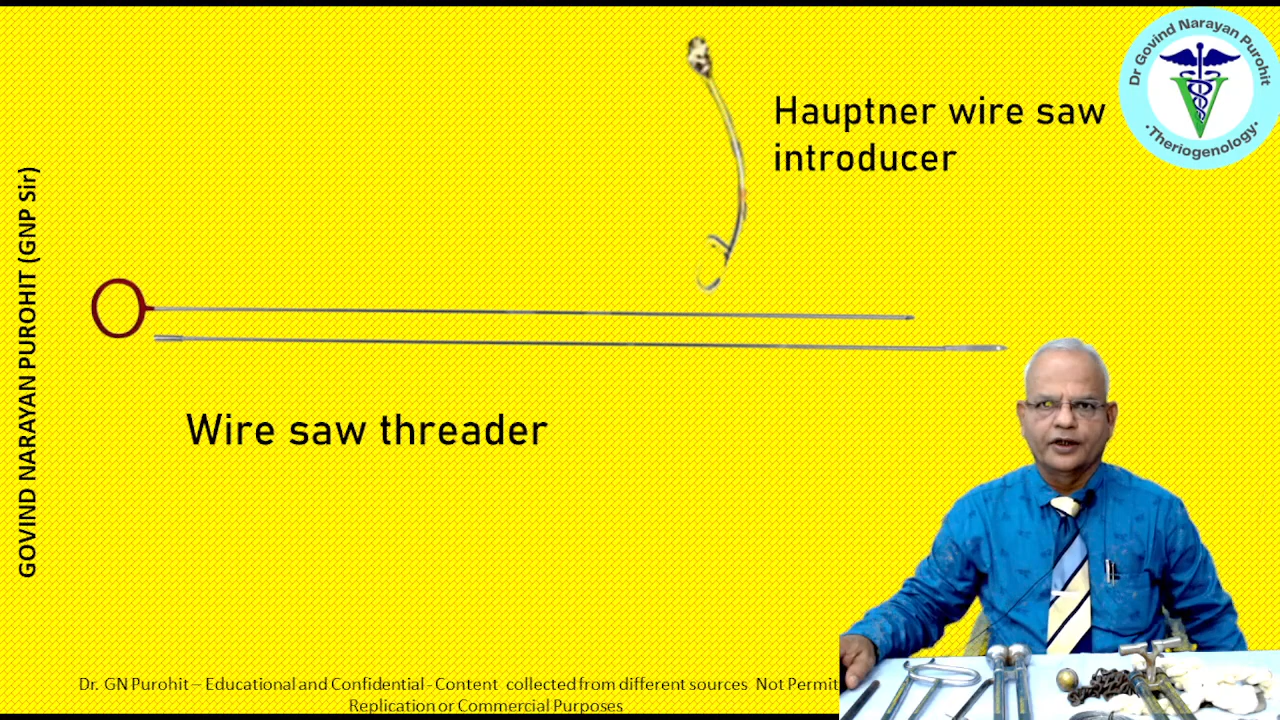 Hauptner wire saw
introducer
Dr Govind Narayan Purohit
•Theriogenology•
GOVIND NARAYAN PUROHIT (GNP Sir)
Wire saw threader
Dr. GN Purohit – Educational and Confidential - Content collected from different sources Not Permit
Replication or Commercial Purposes